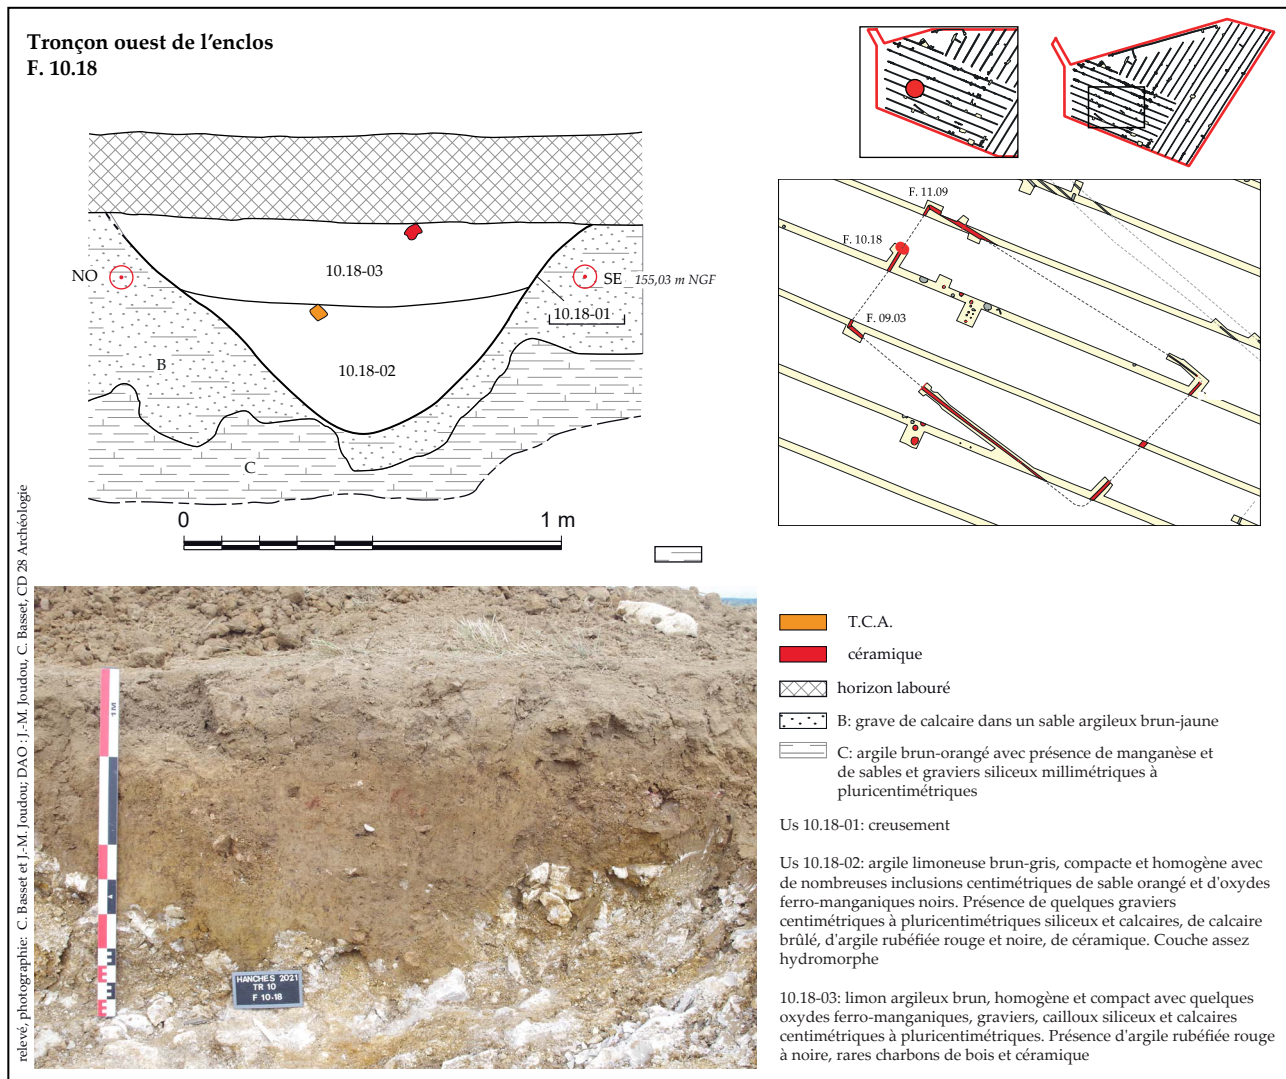 Tronçon ouest de l'enclos
F. 10.18
NO
10.18-03
SE
155,03 m NGF
10.18-01
10.18-02
B
C
0
1 m
F. 11.09
F. 10.18
F. 09.03
relevé, photographie: C. Basset et J.-M. Joudou; DAO : J.-M. Joudou, C. Basset, CD 28 Archéologie
1M
HANCHES 2021
TR 10
F 10-18
T.C.A.
céramique
horizon labouré
B: grave de calcaire dans un sable argileux brun-jaune
C: argile brun-orangé avec présence de manganèse et
de sables et graviers siliceux millimétriques à
pluricentimétriques
Us 10.18-01: creusement
Us 10.18-02: argile limoneuse brun-gris, compacte et homogène avec
de nombreuses inclusions centimétriques de sable orangé et d'oxydes
ferro-manganiques noirs. Présence de quelques graviers
centimétriques à pluricentimétriques siliceux et calcaires, de calcaire
brûlé, d'argile rubéfiée rouge et noire, de céramique. Couche assez
hydromorphe
10.18-03: limon argileux brun, homogène et compact avec quelques
oxydes ferro-manganiques, graviers, cailloux siliceux et calcaires
centimétriques à pluricentimétriques. Présence d'argile rubéfiée rouge
à noire, rares charbons de bois et céramique